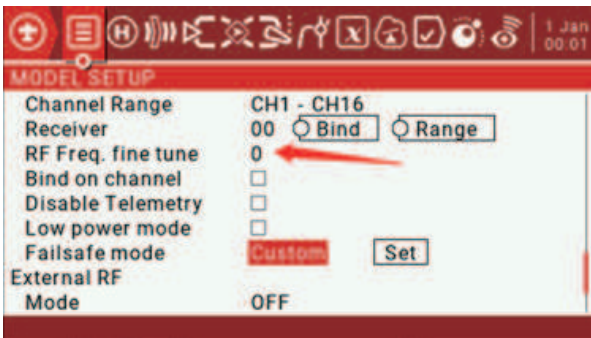 1 Jan
00:01
MODEL SETUP
Channel Range CH1 - CH16
Receiver 00 Bind Range
RF Freq. fine tune 0
Bind on channel
Disable Telemetry
Low power mode
Failsafe mode Custom Set
External RF
Mode OFF